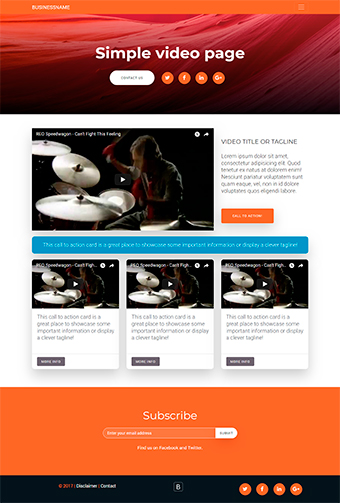 BUSINESSNAME
Simple video page
CONTACT US
REO Speedwagon - Can't Fight This Feeling
VIDEO TITLE OR TAGLINE
Lorem ipsum dolor sit amet,
consectetur adipisicing elit. Quod
tenetur ex natus at dolorem enim!
Nesciunt pariatur voluptatem sunt
quam eaque, vel, non in id dolore
voluptates quos eligendi labore.
CALL TO ACTION!
This call to action card is a great place to showcase some important information or display a clever tagline!
REO Speedwagon - Can't Figh...
REO Speedwagon - Can't Figh...
REO Speedwagon - Can't Figh...
This call to action card is a
great place to showcase some
important information or display
a clever tagline!
MORE INFO
This call to action card is a
great place to showcase some
important information or display
a clever tagline!
MORE INFO
This call to action card is a
great place to showcase some
important information or display
a clever tagline!
MORE INFO
Subscribe
Enter your email address
SUBMIT
Find us on Facebook and Twitter.
© 2017 | Disclaimer | Contact
B